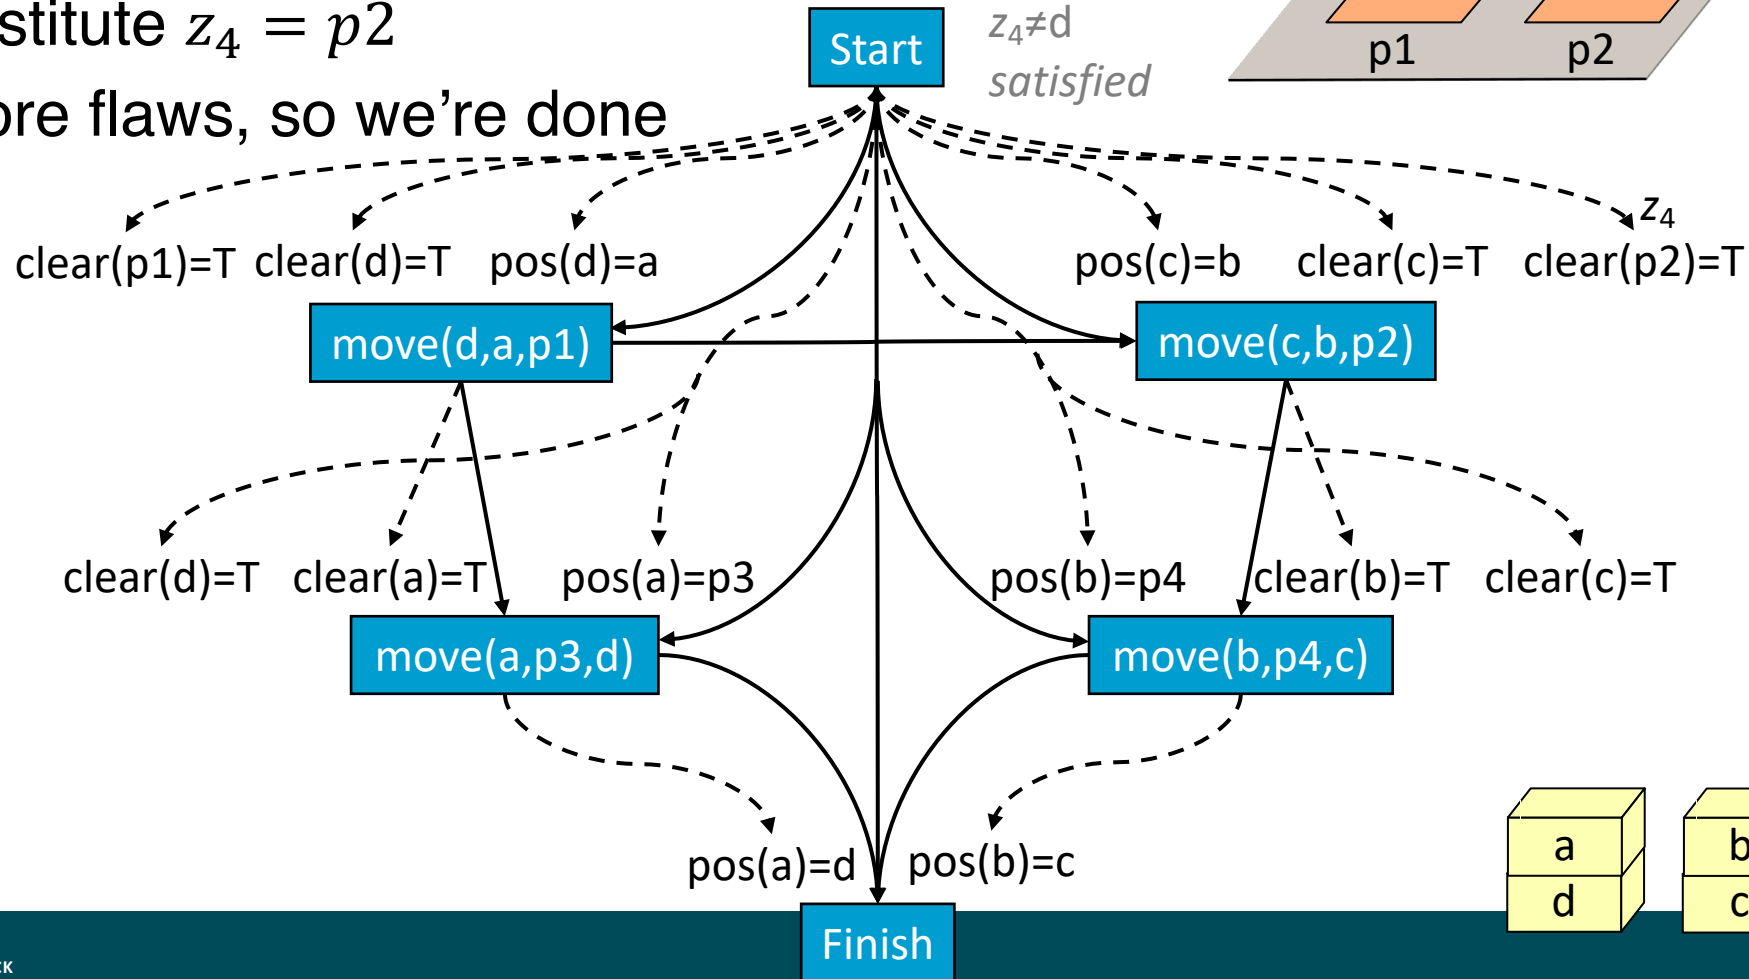 stitute z₄ = p2
ore flaws, so we're done
Start
z₄≠d
satisfied
p1 p2
z₄
clear(p1)=T clear(d)=T pos(d)=a pos(c)=b clear(c)=T clear(p2)=T
move(d,a,p1) move(c,b,p2)
clear(d)=T clear(a)=T pos(a)=p3 pos(b)=p4 clear(b)=T clear(c)=T
move(a,p3,d) move(b,p4,c)
pos(a)=d pos(b)=c
a b
d c
Finish
CK